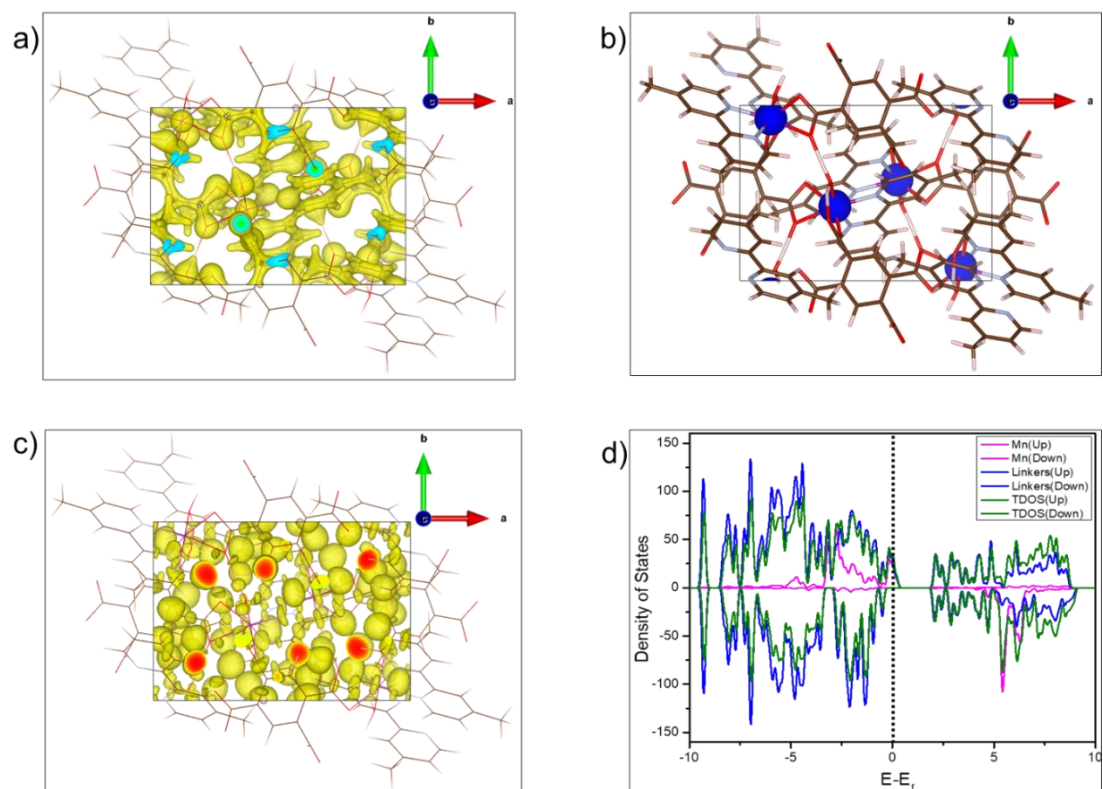 a)
b
a
b)
b
a
c)
b
a
d)
Mn(Up)
Mn(Down)
Linkers(Up)
Linkers(Down)
TDOS(Up)
TDOS(Down)
Density of States
150
100
50
0
-50
-100
-150
-10
-5
0
5
10
E-E_f